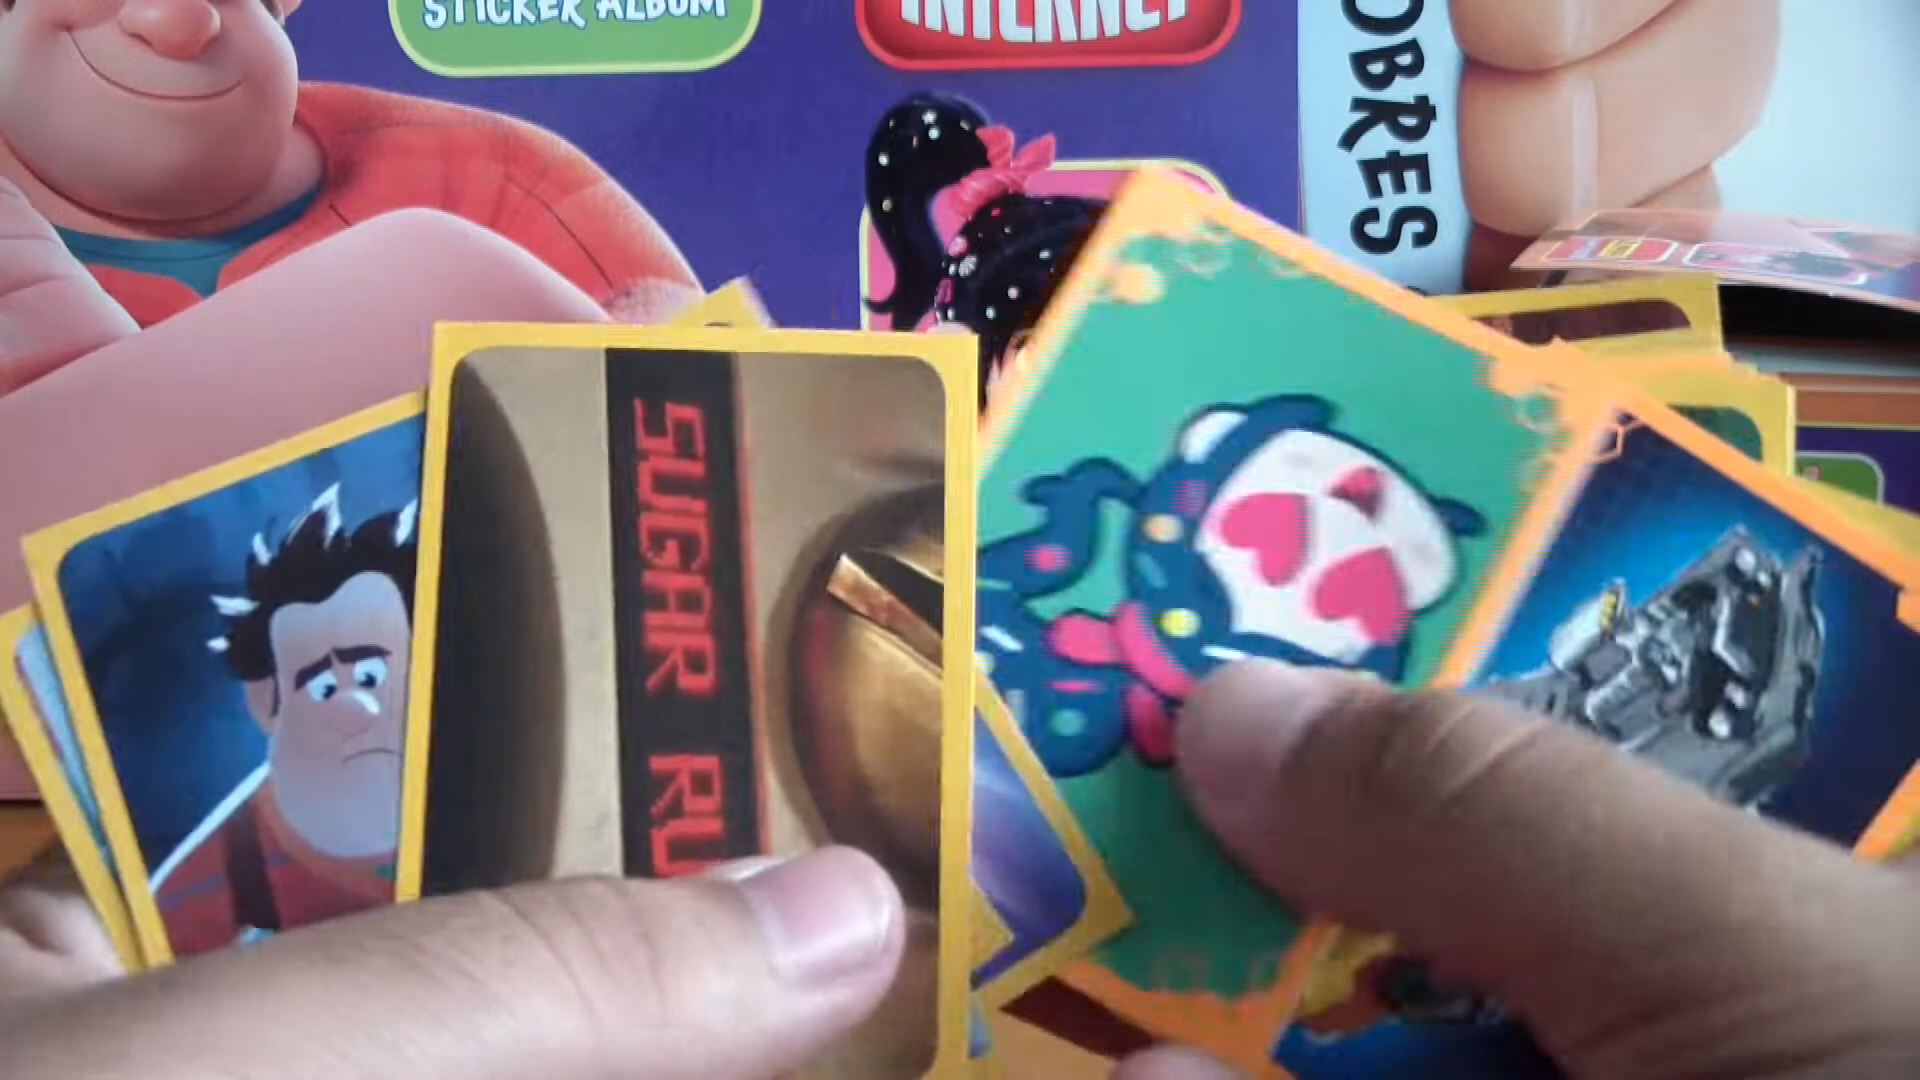 STICKER ALBUM
INTERNET
OBRES
SUGAR RU